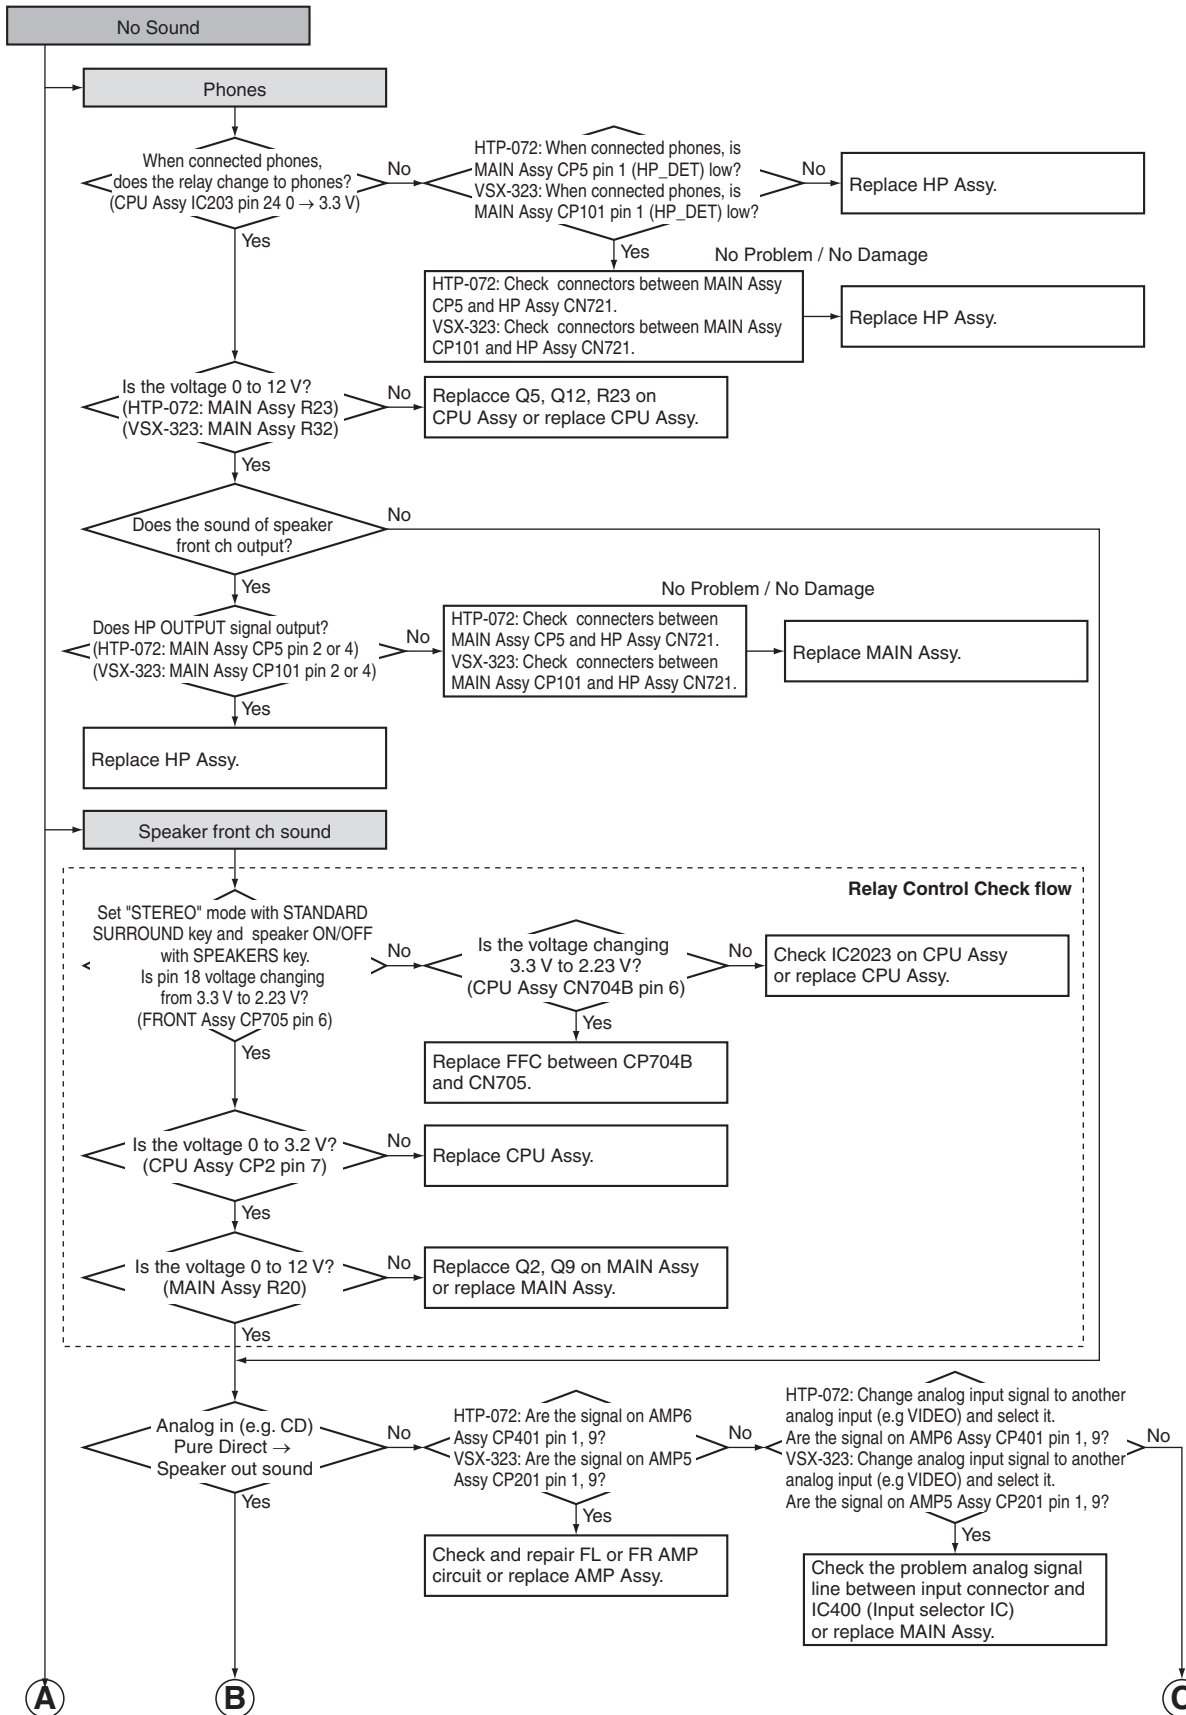 No Sound
Phones
When connected phones,
does the relay change to phones?
(CPU Assy IC203 pin 24 0 → 3.3 V)
No
HTP-072: When connected phones, is
MAIN Assy CP5 pin 1 (HP_DET) low?
VSX-323: When connected phones, is
MAIN Assy CP101 pin 1 (HP_DET) low?
No
Replace HP Assy.
Yes
Yes
No Problem / No Damage
HTP-072: Check connectors between MAIN Assy
CP5 and HP Assy CN721.
VSX-323: Check connectors between MAIN Assy
CP101 and HP Assy CN721.
Replace HP Assy.
Is the voltage 0 to 12 V?
(HTP-072: MAIN Assy R23)
(VSX-323: MAIN Assy R32)
No
Replacce Q5, Q12, R23 on
CPU Assy or replace CPU Assy.
Yes
Does the sound of speaker
front ch output?
No
Yes
No Problem / No Damage
Does HP OUTPUT signal output?
(HTP-072: MAIN Assy CP5 pin 2 or 4)
(VSX-323: MAIN Assy CP101 pin 2 or 4)
No
HTP-072: Check connecters between
MAIN Assy CP5 and HP Assy CN721.
VSX-323: Check connecters between
MAIN Assy CP101 and HP Assy CN721.
Replace MAIN Assy.
Yes
Replace HP Assy.
Speaker front ch sound
Relay Control Check flow
Set "STEREO" mode with STANDARD
SURROUND key and speaker ON/OFF
with SPEAKERS key.
Is pin 18 voltage changing
from 3.3 V to 2.23 V?
(FRONT Assy CP705 pin 6)
No
Is the voltage changing
3.3 V to 2.23 V?
(CPU Assy CN704B pin 6)
No
Check IC2023 on CPU Assy
or replace CPU Assy.
Yes
Yes
Replace FFC between CP704B
and CN705.
Is the voltage 0 to 3.2 V?
(CPU Assy CP2 pin 7)
No
Replace CPU Assy.
Yes
Is the voltage 0 to 12 V?
(MAIN Assy R20)
No
Replacce Q2, Q9 on MAIN Assy
or replace MAIN Assy.
Yes
Analog in (e.g. CD)
Pure Direct →
Speaker out sound
No
HTP-072: Are the signal on AMP6
Assy CP401 pin 1, 9?
VSX-323: Are the signal on AMP5
Assy CP201 pin 1, 9?
No
HTP-072: Change analog input signal to another
analog input (e.g VIDEO) and select it.
Are the signal on AMP6 Assy CP401 pin 1, 9?
VSX-323: Change analog input signal to another
analog input (e.g VIDEO) and select it.
Are the signal on AMP5 Assy CP201 pin 1, 9?
No
Yes
Yes
Yes
Check and repair FL or FR AMP
circuit or replace AMP Assy.
Check the problem analog signal
line between input connector and
IC400 (Input selector IC)
or replace MAIN Assy.
A
B
C